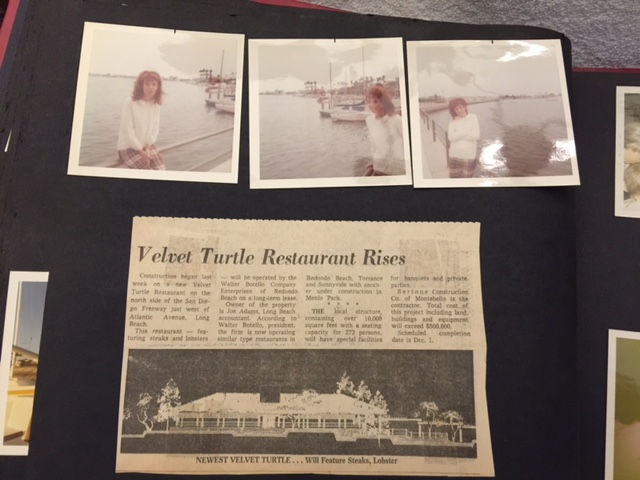 Velvet Turtle Restaurant Rises
Construction began last
week on a new Velvet
Turtle Restaurant on the
north side of the San Die-
go Freeway just west of
Atlantic Avenue, Long
Beach.
This restaurant — fea-
turing steaks and lobsters
— will be operated by the
Walter Botello Company
Enterprises of Redondo
Beach on a long-term lease.
Owner of the property
is Joe Adams, Long Beach
accountant. According to
Walter Botello, president,
the firm is now operating
similar type restaurants in
Redondo Beach, Torrance
and Sunnyvale with anoth-
er under construction in
Menlo Park.
* * * *
THE local structure,
containing over 10,000
square feet with a seating
capacity for 272 persons,
will have special facilities
for banquets and private
parties.
Construction
Co. of Montebello is the
contractor. Total cost of
this project including land,
buildings and equipment
will exceed $500,000.
Scheduled completion
date is Dec. 1.
NEWEST VELVET TURTLE . . . Will Feature Steaks, Lobster